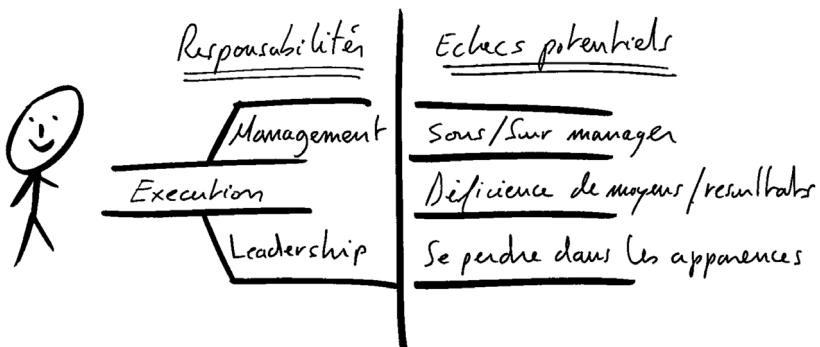 Responsabilités
Echecs potentiels
Management
Sous/Sur manager
Execution
Déficience de moyens/resultats
Leadership
Se perdre dans les apparences